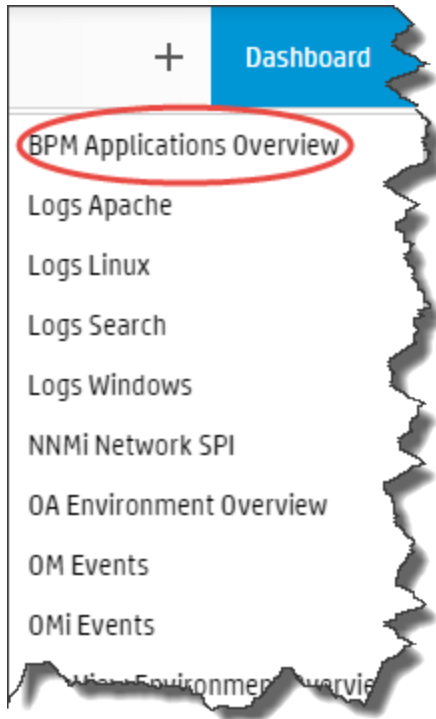 + Dashboard
BPM Applications Overview
Logs Apache
Logs Linux
Logs Search
Logs Windows
NNMi Network SPI
OA Environment Overview
OM Events
OMi Events
Environment